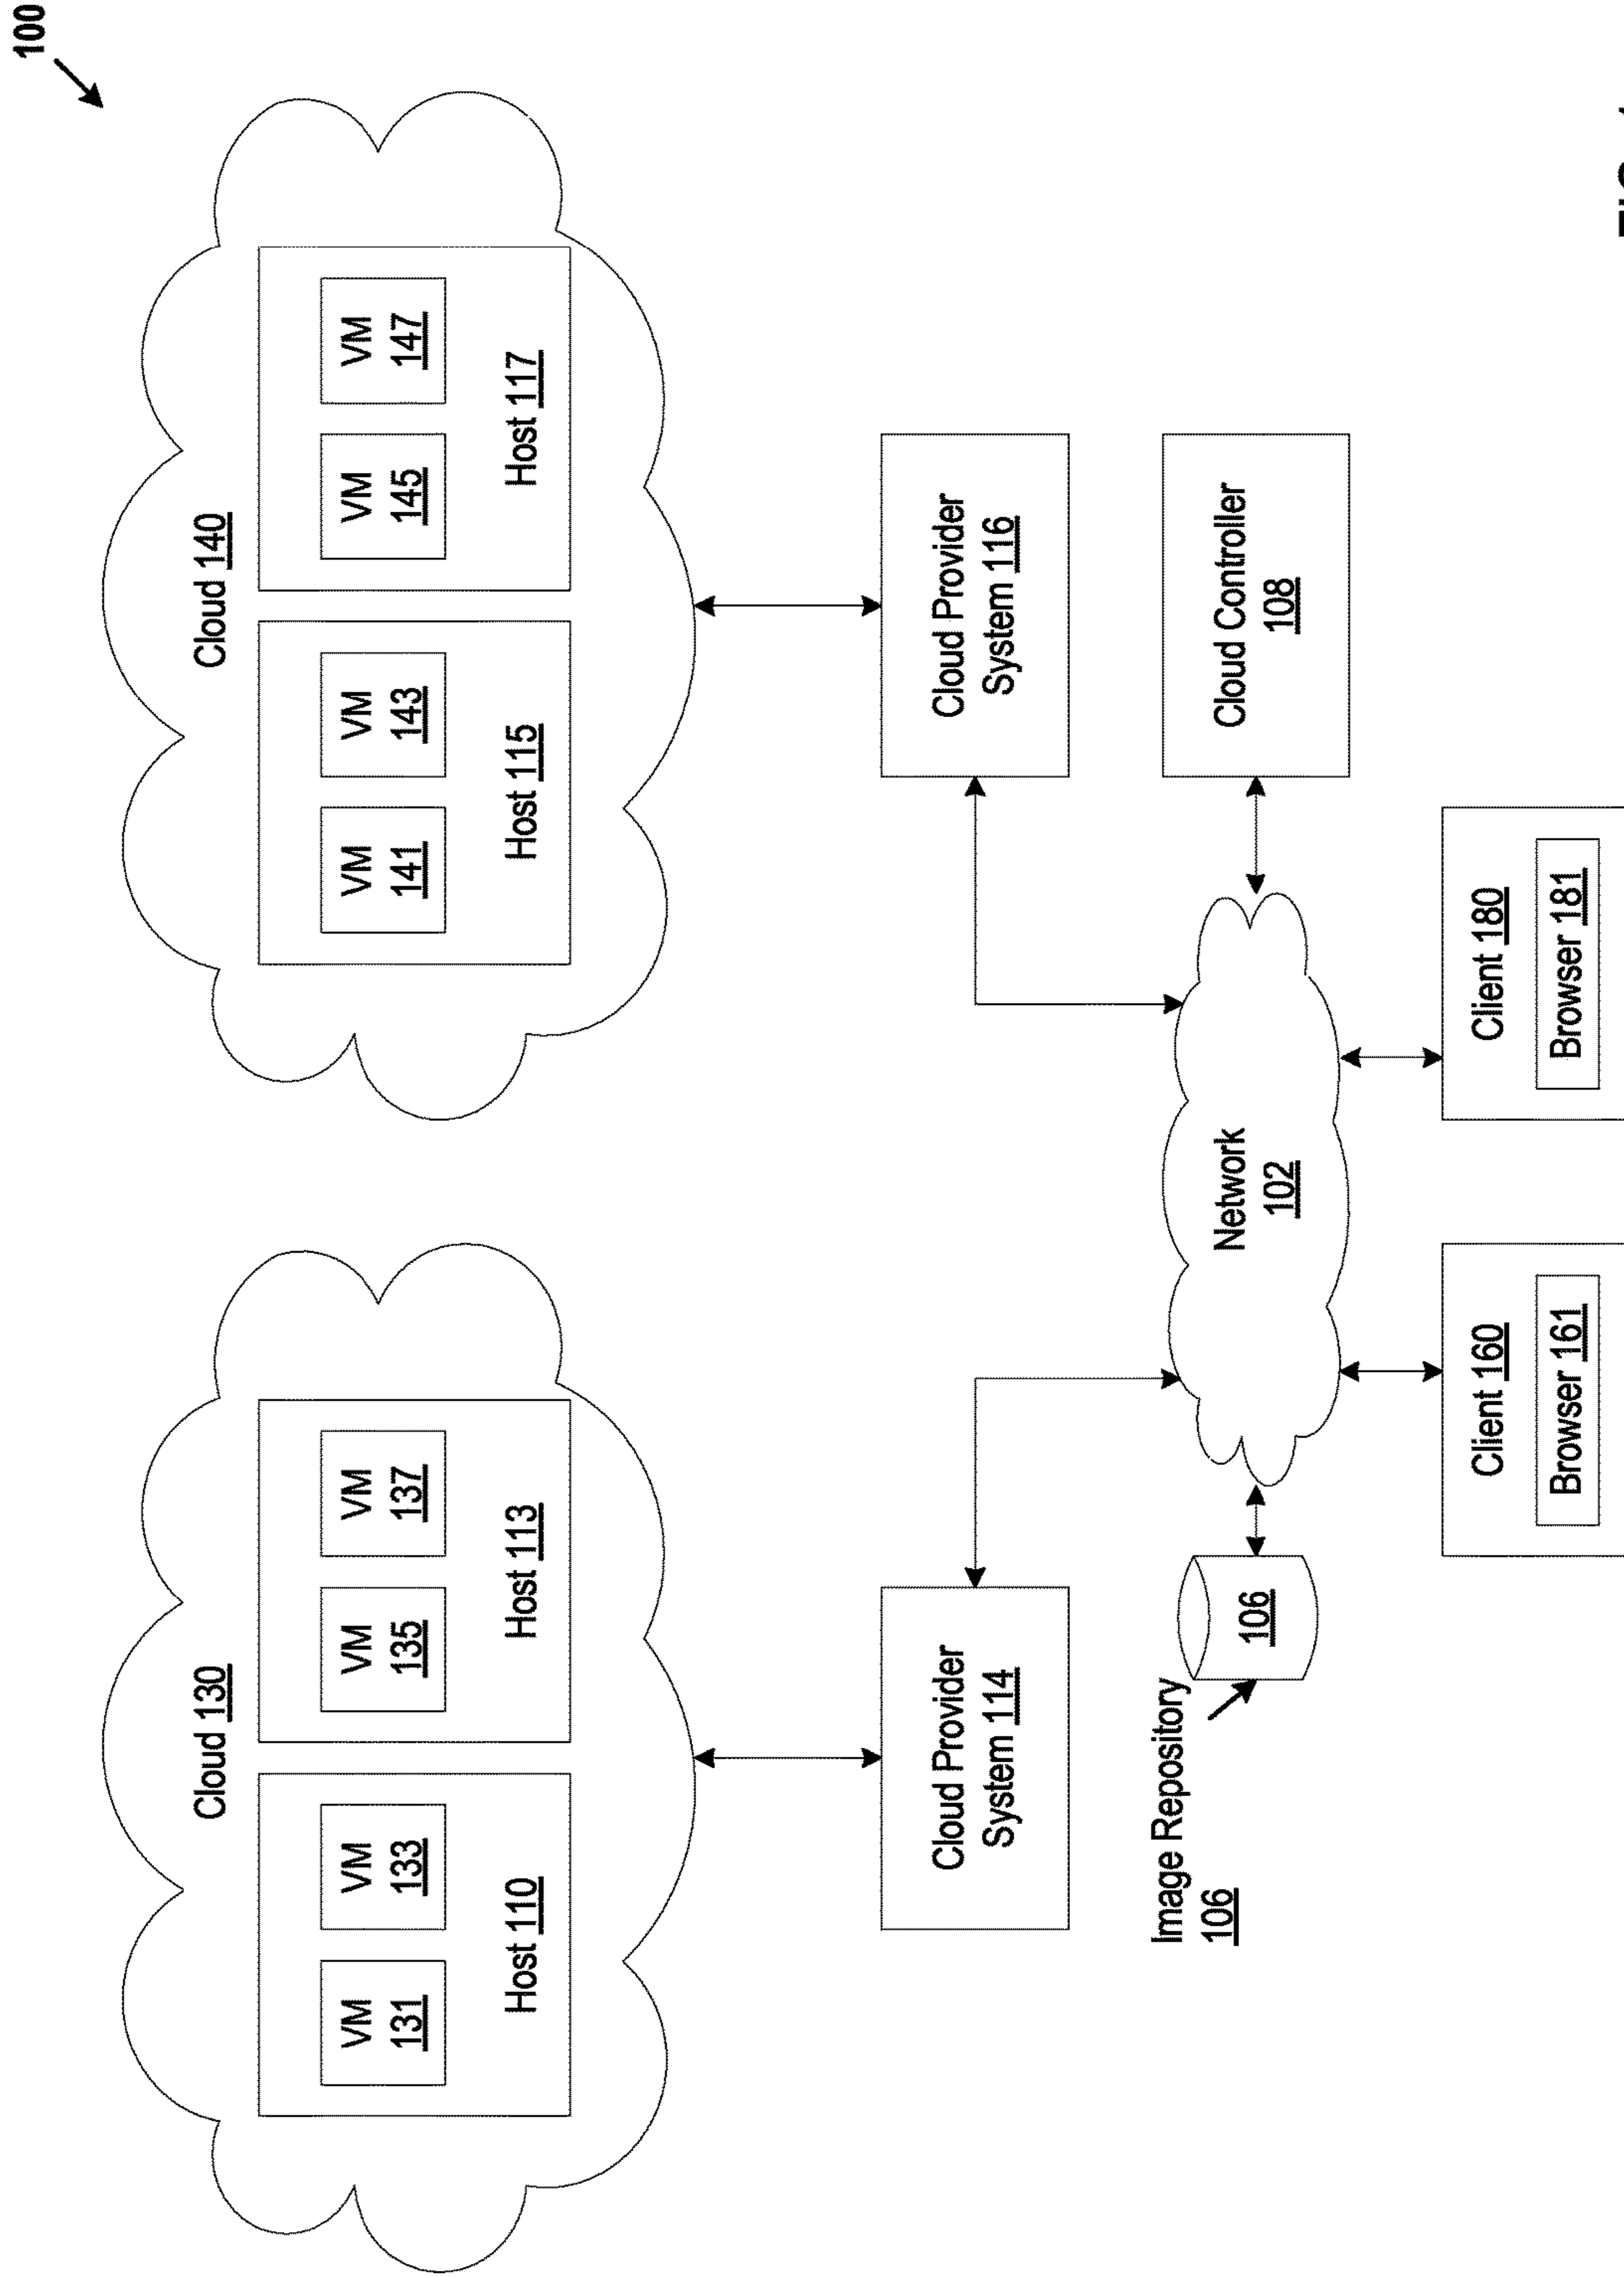 100
Cloud 130
VM
131
VM
133
Host 110
VM
135
VM
137
Host 113
Cloud 140
VM
141
VM
143
Host 115
VM
145
VM
147
Host 117
Cloud Provider
System 114
Cloud Provider
System 116
Image Repository
106
106
Network
102
Cloud Controller
108
Client 160
Browser 161
Client 180
Browser 181